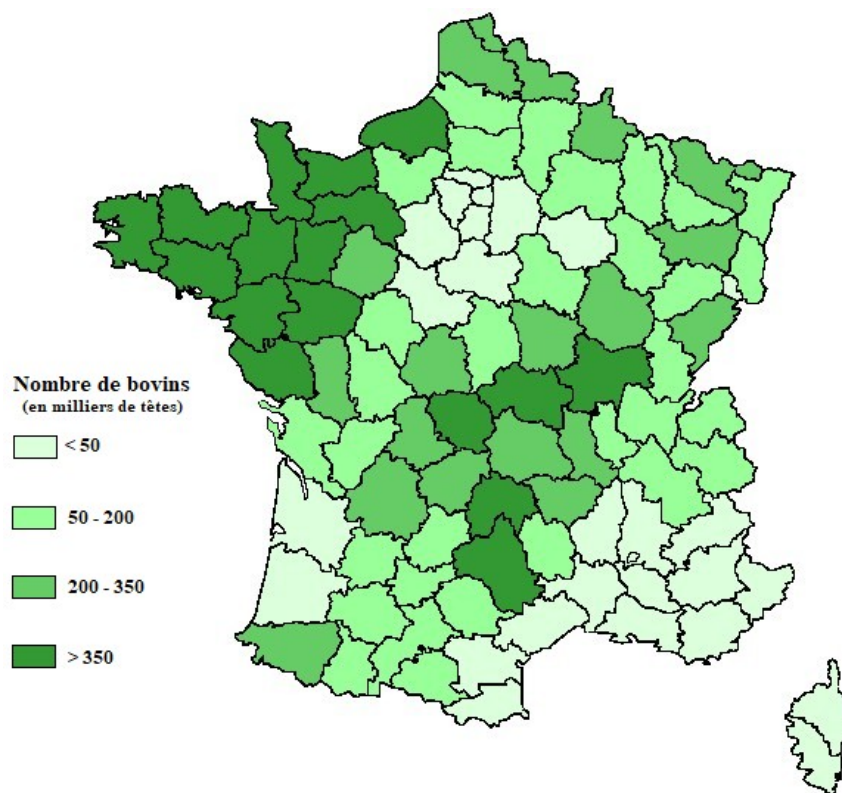 Nombre de bovins
(en milliers de têtes)
< 50
50 - 200
200 - 350
> 350